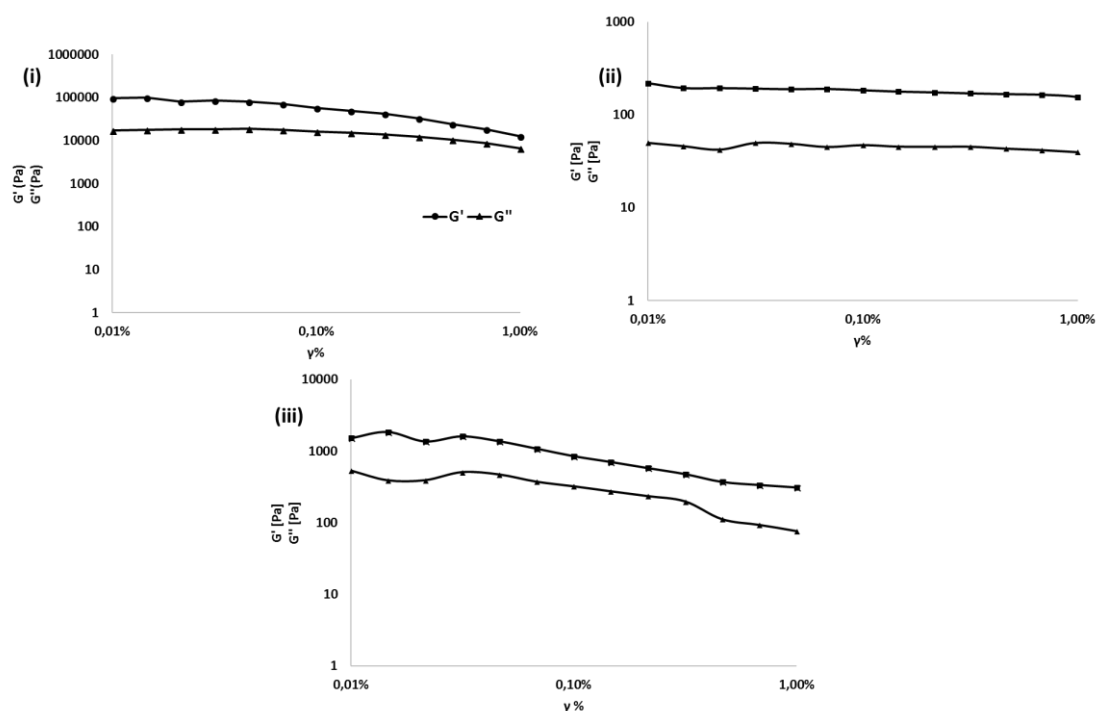 (i)
1000000
100000
10000
1000
100
10
1
G' (Pa)
G''(Pa)
G' G''
0,01% 0,10% 1,00%
γ%
(ii)
1000
100
10
1
G' [Pa]
G'' [Pa]
0,01% 0,10% 1,00%
γ%
(iii)
10000
1000
100
10
1
G' [Pa]
G'' [Pa]
0,01% 0,10% 1,00%
γ %